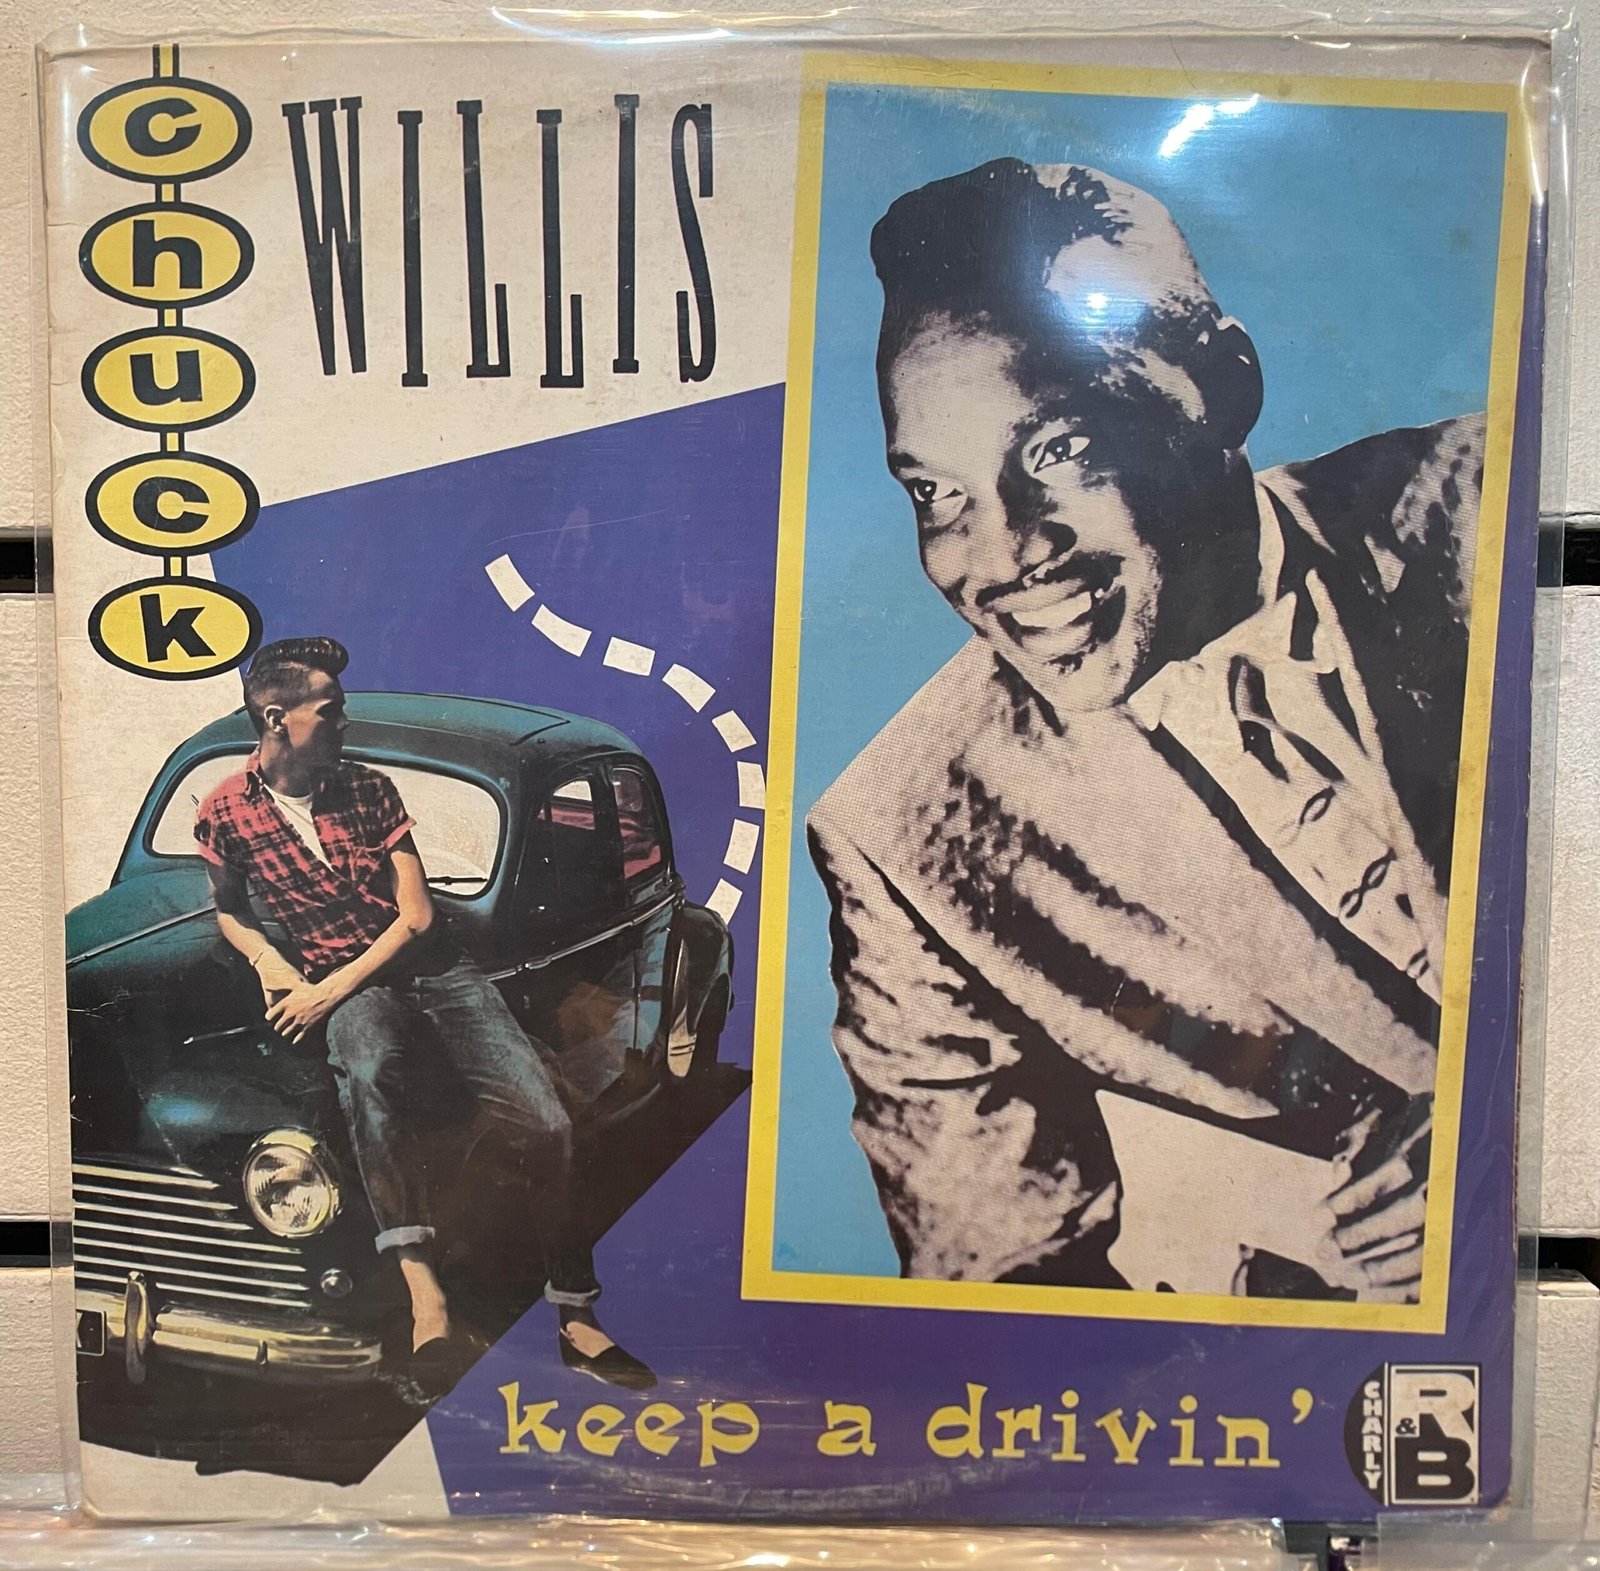 chuck
WILLIS
keep a drivin'
CHARLY
R&B